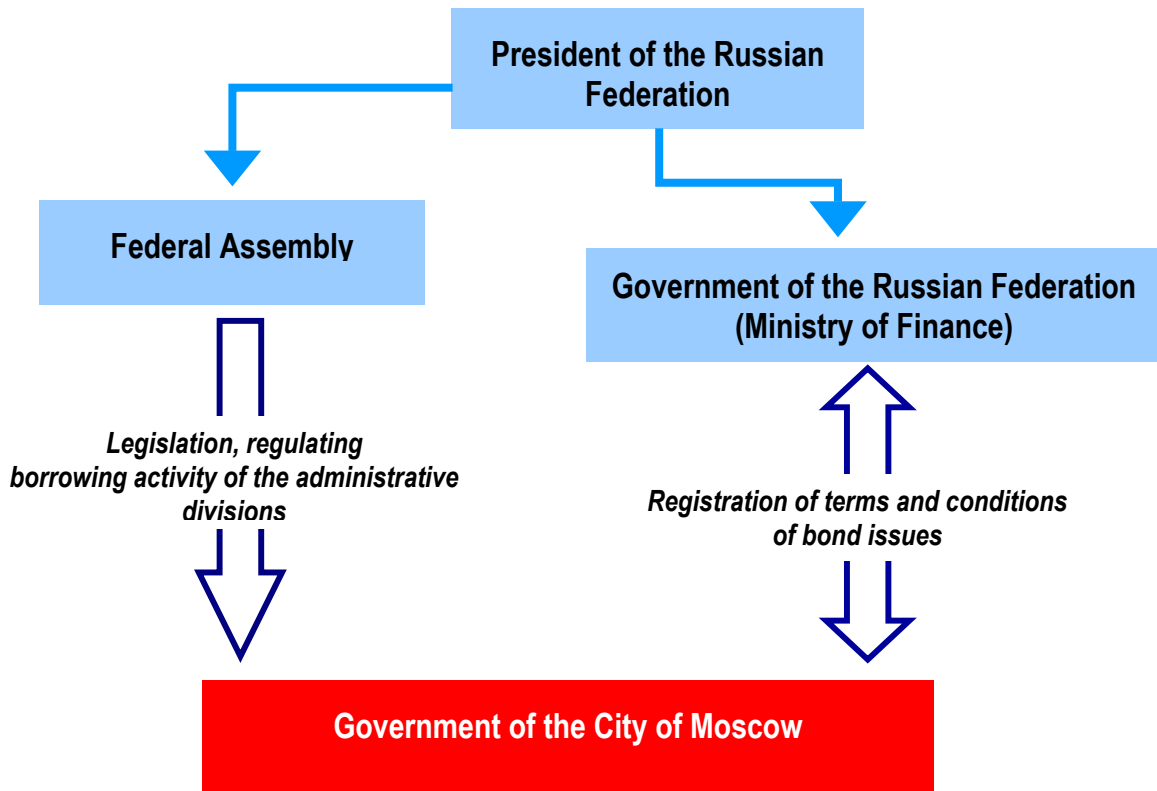 President of the Russian
Federation
Federal Assembly
Government of the Russian Federation
(Ministry of Finance)
Legislation, regulating
borrowing activity of the administrative
divisions
Registration of terms and conditions
of bond issues
Government of the City of Moscow